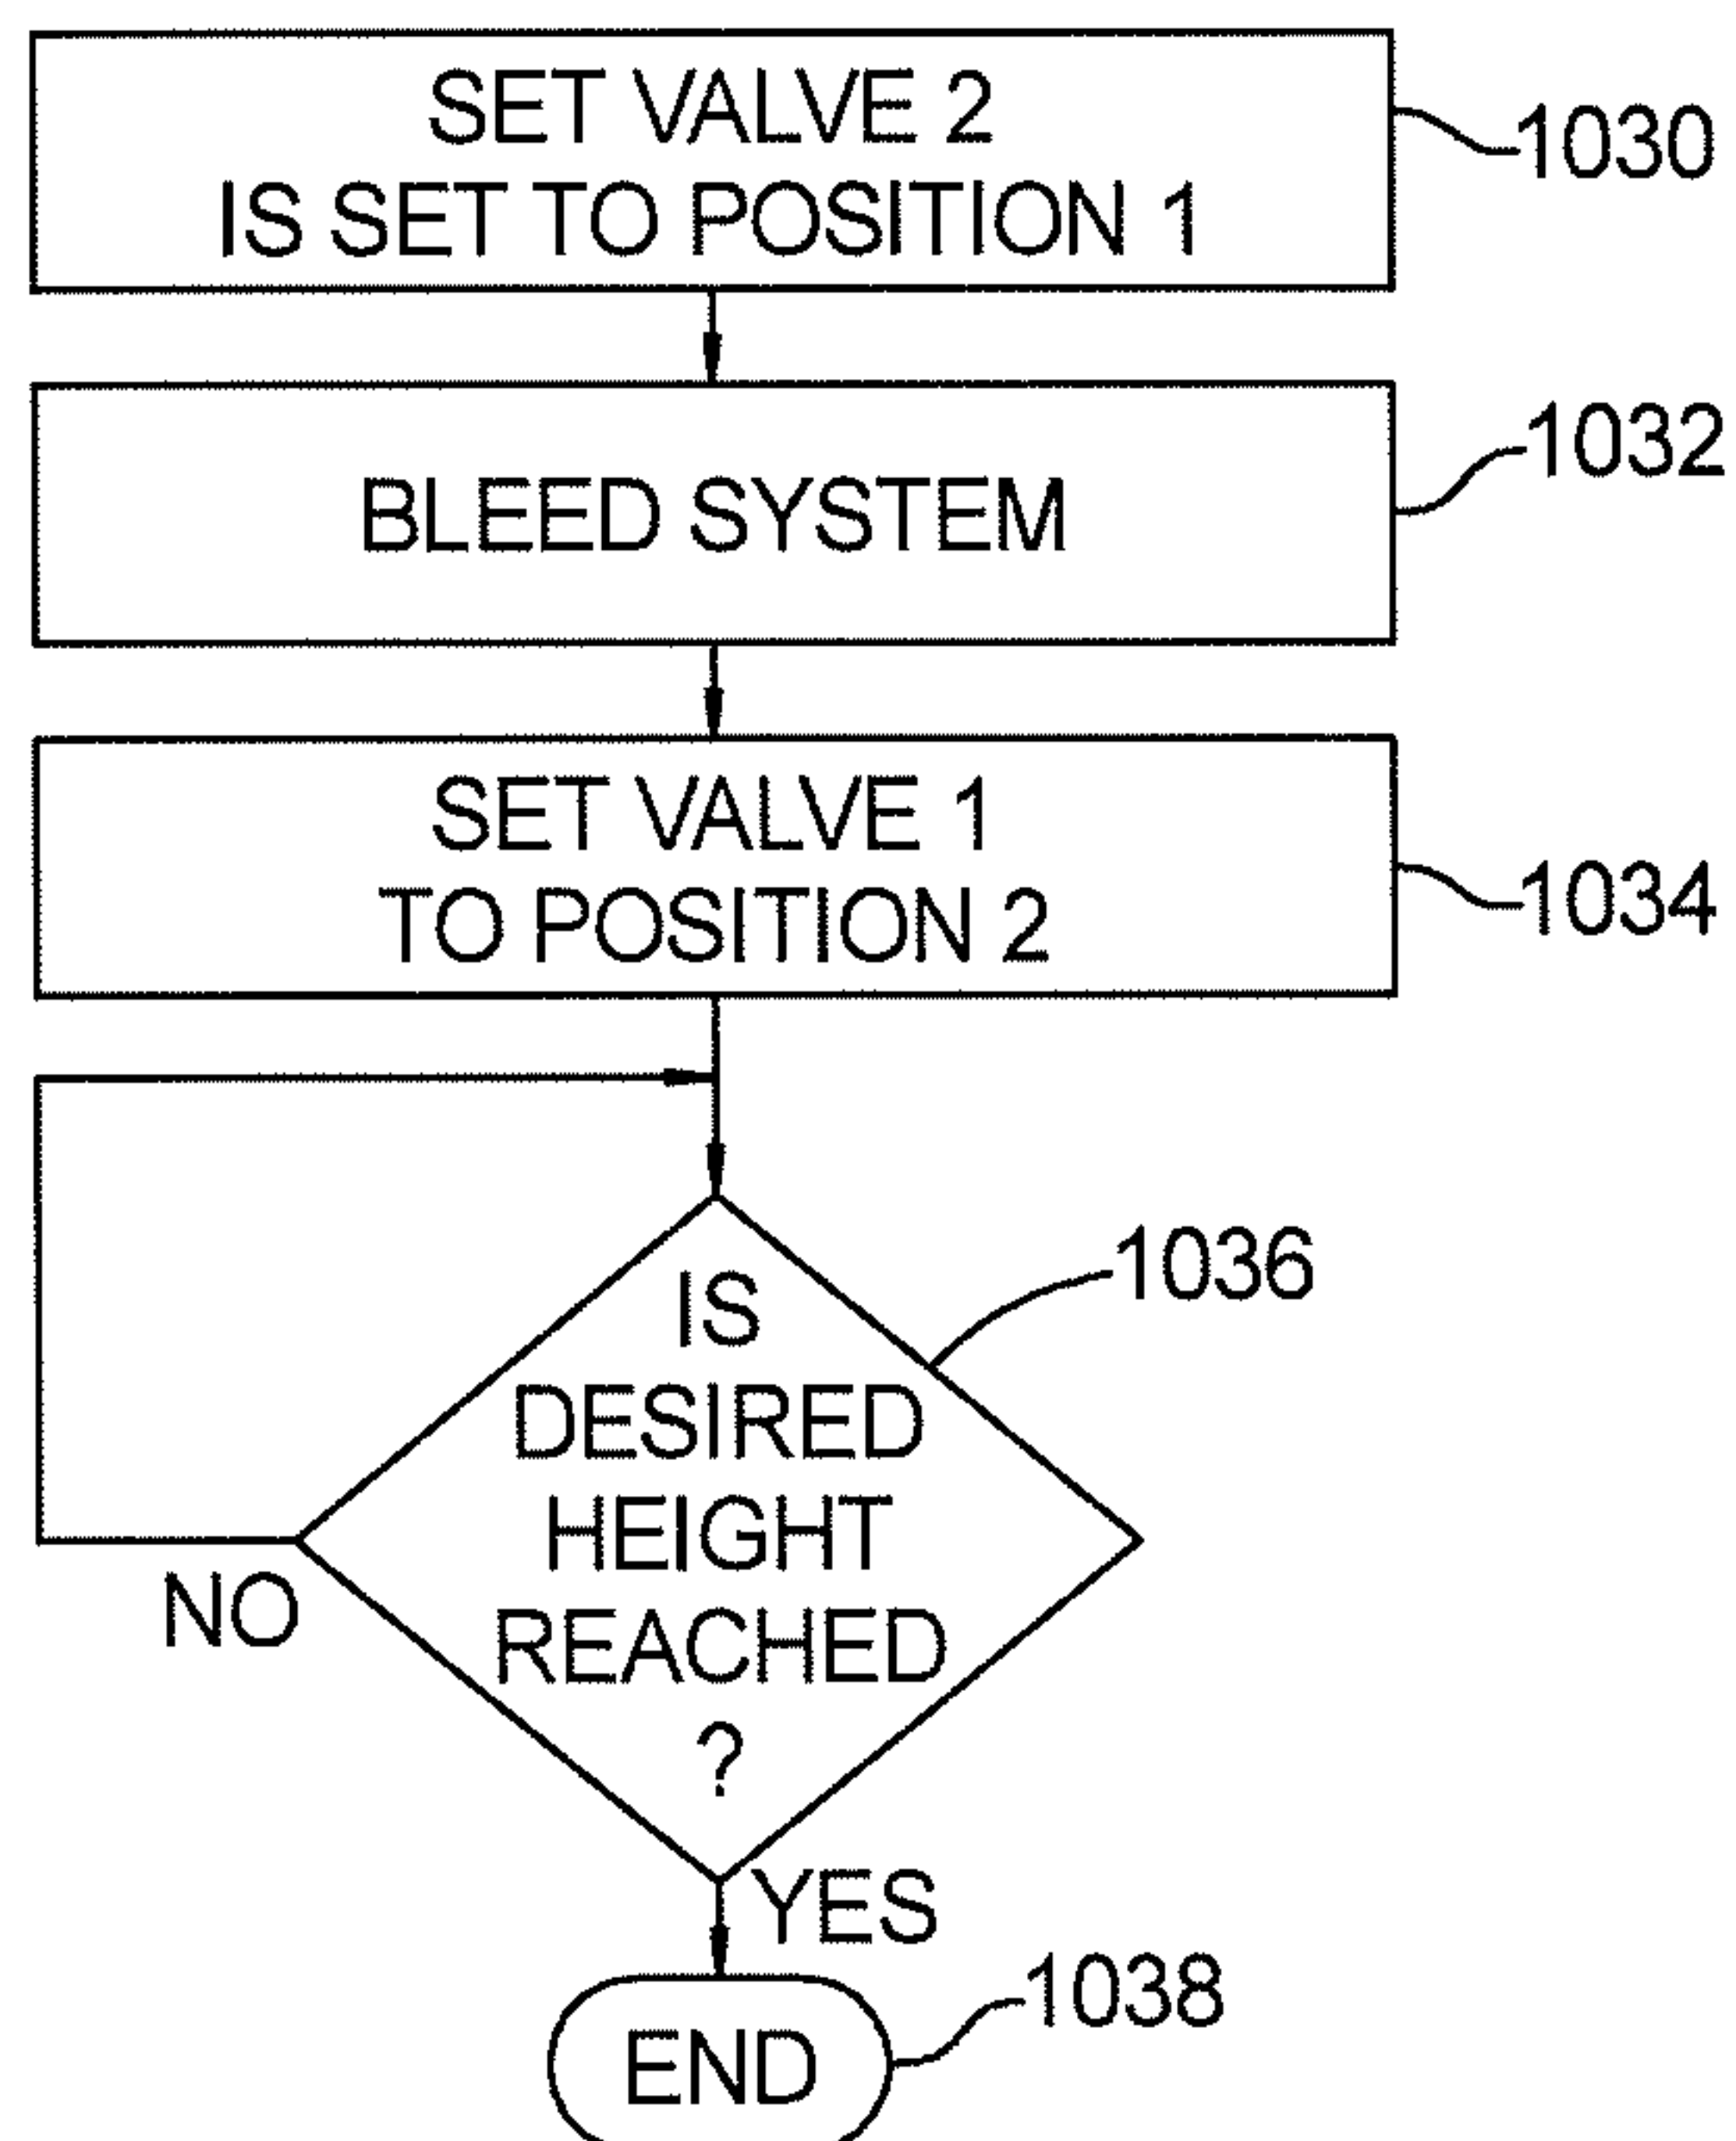 SET VALVE 2
IS SET TO POSITION 1
1030
BLEED SYSTEM
1032
SET VALVE 1
TO POSITION 2
1034
IS
DESIRED
HEIGHT
REACHED
?
1036
NO
YES
END
1038